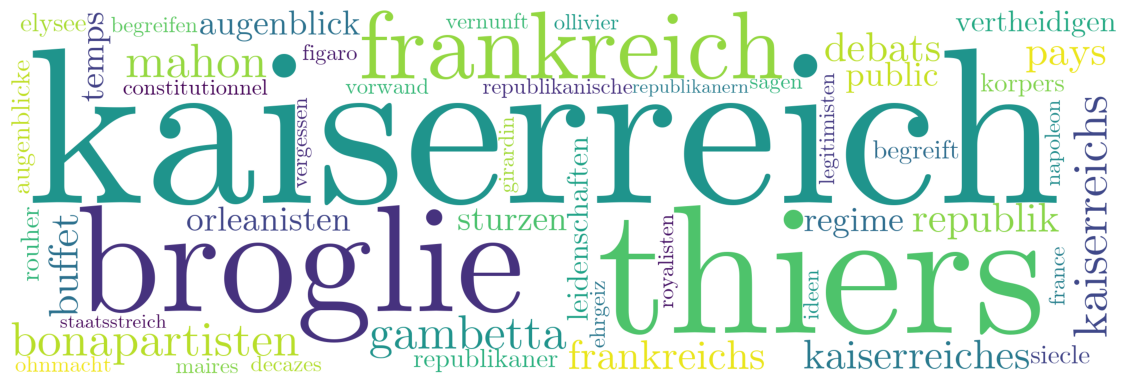 elysee
begreifen
augenblick
vernunft
ollivier
vertheidigen
temps
mahon
figaro
frankreich
debats
pays
constitutionnel
vorwand
republikanische
republikanern
sagen
public
korpers
augenblicke
kaiserreich
vergessen
girardin
legitimisten
begreift
napoleon
kaiserreichs
rouher
buffet
orleanisten
sturzen
leidenschaften
regime
republik
broglie
thiers
royalisten
ehrgeiz
ideen
france
staatsstreich
bonapartisten
gambetta
ohnmacht
maires
decazes
republikaner
frankreichs
kaiserreiches
siecle